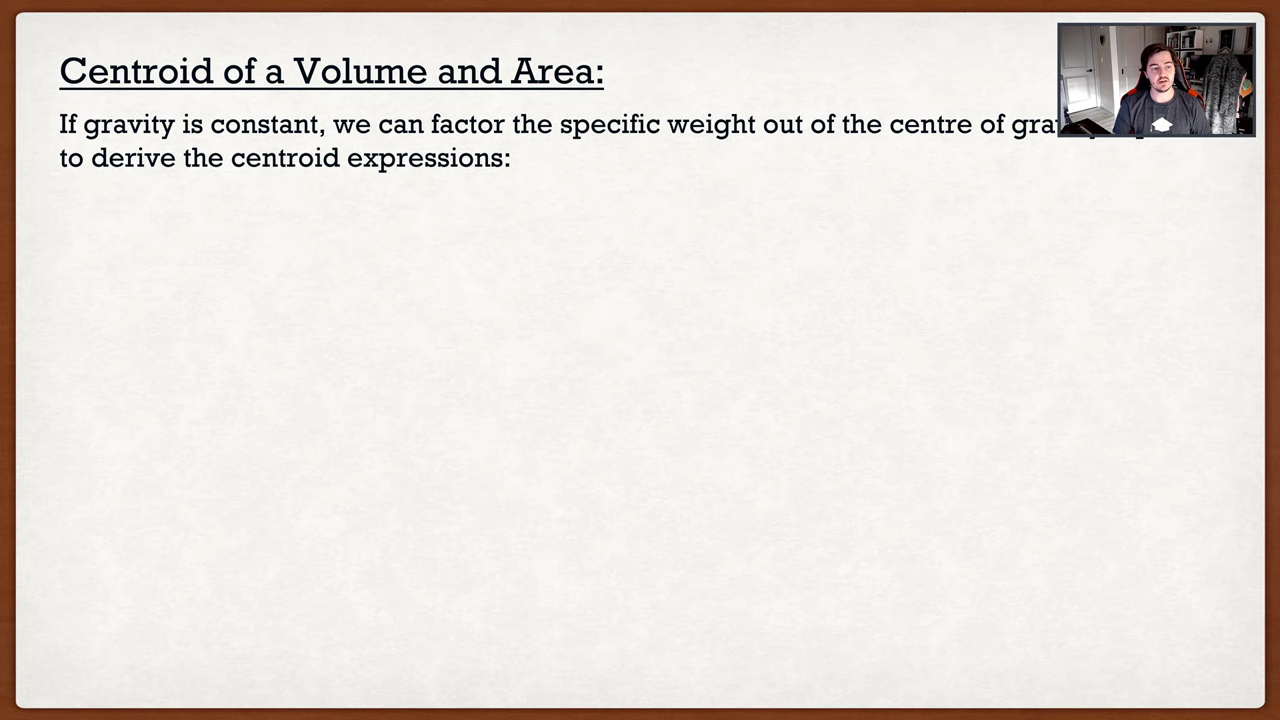 Centroid of a Volume and Area:
If gravity is constant, we can factor the specific weight out of the centre of
to derive the centroid expressions: